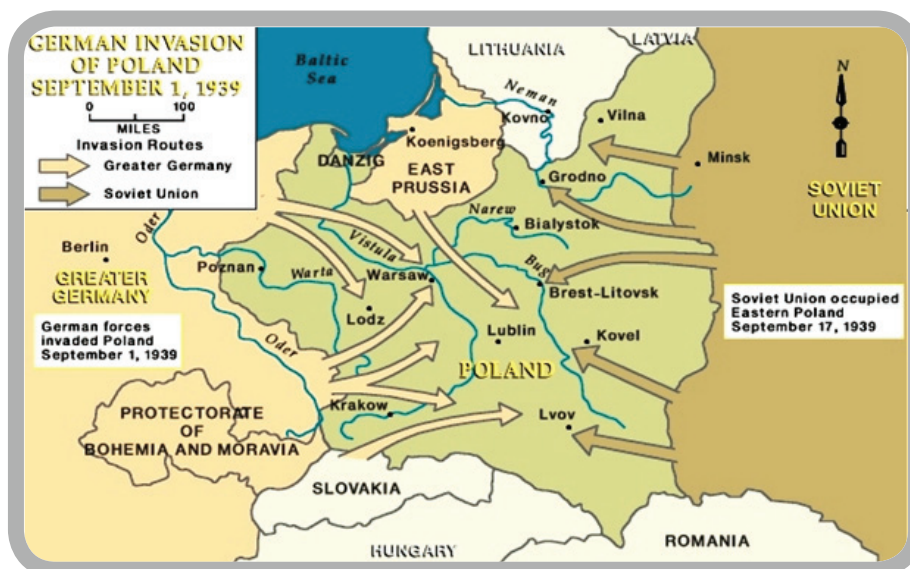 GERMAN INVASION
OF POLAND
SEPTEMBER 1, 1939
0 100
MILES
Invasion Routes
Greater Germany
Soviet Union
Baltic
Sea
LITHUANIA
LATVIA
Neman
Kovno
Vilna
N
Koenigsberg
DANZIG
EAST
PRUSSIA
Minsk
Grodno
SOVIET
UNION
Oder
Berlin
GREATER
GERMANY
Narew
Bialystok
Vistula
Poznan
Warta
Warsaw
Bug
Brest-Litovsk
Lodz
German forces
invaded Poland
September 1, 1939
Oder
Lublin
Kovel
Soviet Union occupied
Eastern Poland
September 17, 1939
POLAND
PROTECTORATE
OF
BOHEMIA AND MORAVIA
Krakow
Lvov
SLOVAKIA
HUNGARY
ROMANIA